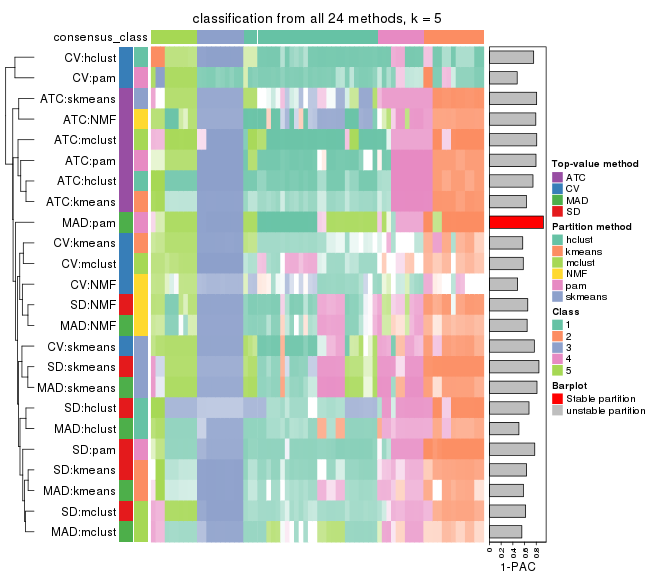 classification from all 24 methods, k = 5
consensus_class
CV:hclust
CV:pam
ATC:skmeans
ATC:NMF
ATC:mclust
ATC:pam
ATC:hclust
ATC:kmeans
MAD:pam
CV:kmeans
CV:mclust
CV:NMF
SD:NMF
MAD:NMF
CV:skmeans
SD:skmeans
MAD:skmeans
SD:hclust
MAD:hclust
SD:pam
SD:kmeans
MAD:kmeans
SD:mclust
MAD:mclust
0 0.2 0.4 0.6 0.8
1-PAC
Top-value method
ATC
CV
MAD
SD
Partition method
hclust
kmeans
mclust
NMF
pam
skmeans
Class
1
2
3
4
5
Barplot
Stable partition
unstable partition